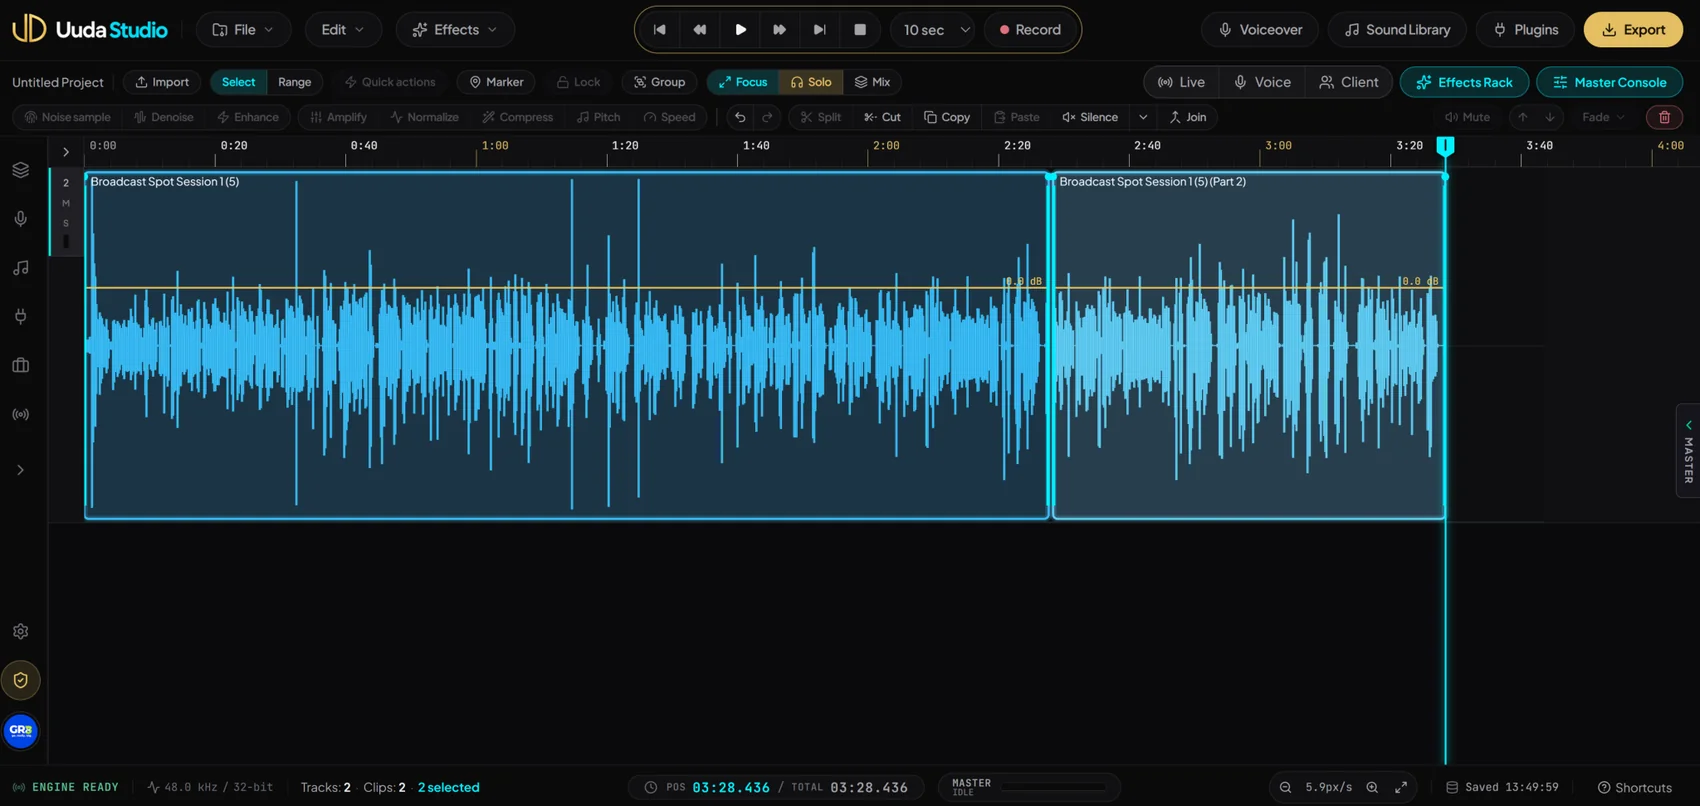 Uuda Studio File Edit Effects 10 sec Record Voiceover Sound Library Plugins Export
Untitled Project Import Select Range Quick actions Marker Lock Group Focus Solo Mix Live Voice Client Effects Rack Master Console
Noise sample Denoise Enhance Amplify Normalize Compress Pitch Speed Split Cut Copy Paste Silence Join Mute Fade
0:00 0:20 0:40 1:00 1:20 1:40 2:00 2:20 2:40 3:00 3:20 3:40 4:00
2
M
S
Broadcast Spot Session 1 (5)
Broadcast Spot Session 1 (5) (Part 2)
0.0 dB
0.0 dB
MASTER
GR8
ENGINE READY 48.0 kHz / 32-bit Tracks: 2 · Clips: 2 · 2 selected POS 03:28.436 / TOTAL 03:28.436 MASTER IDLE 5.9px/s Saved 13:49:59 Shortcuts